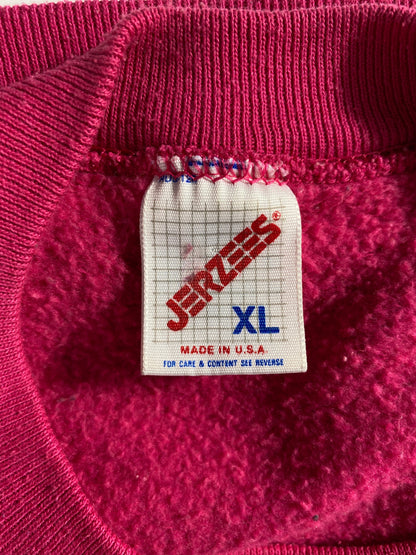 JERZEES®
XL
MADE IN U.S.A
FOR CARE & CONTENT SEE REVERSE